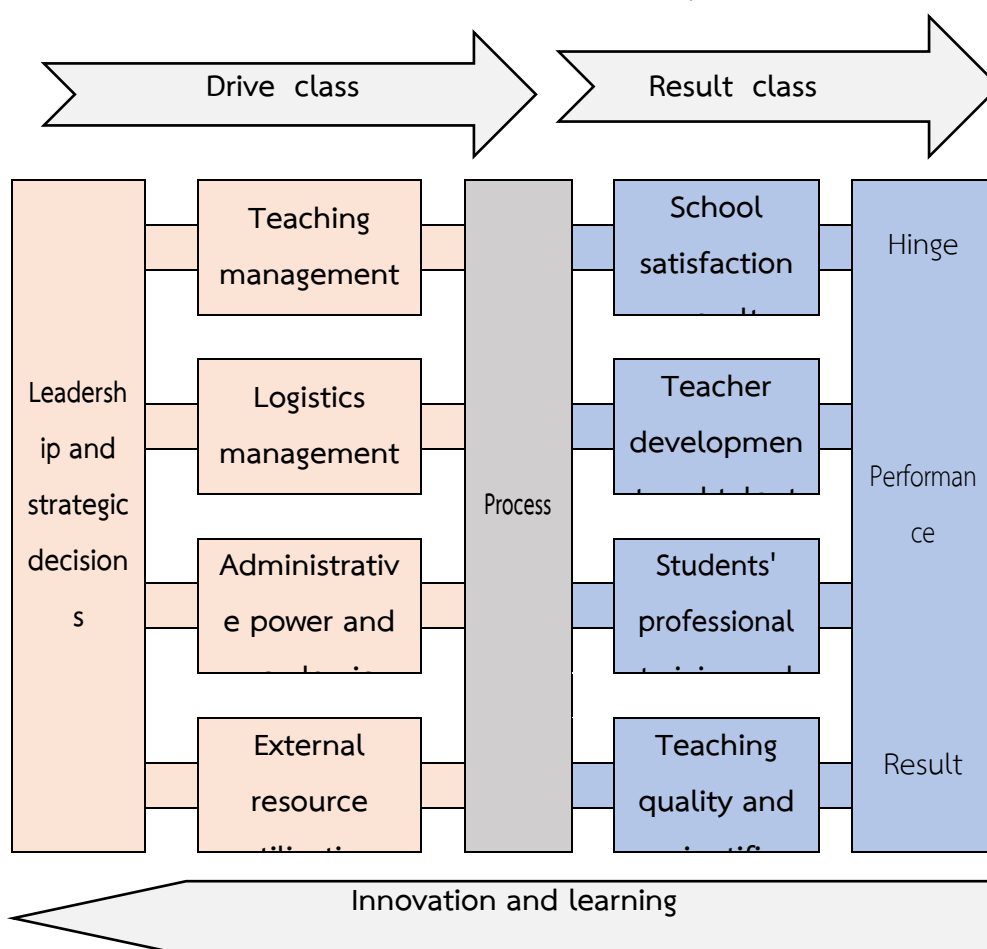 Drive class
Result class
Leadersh
ip and
strategic
decision
s
Teaching
management
Logistics
management
Administrativ
e power and
External
resource
Process
School
satisfaction
Teacher
developmen
Students'
professional
Teaching
quality and
Hinge
Performan
ce
Result
Innovation and learning